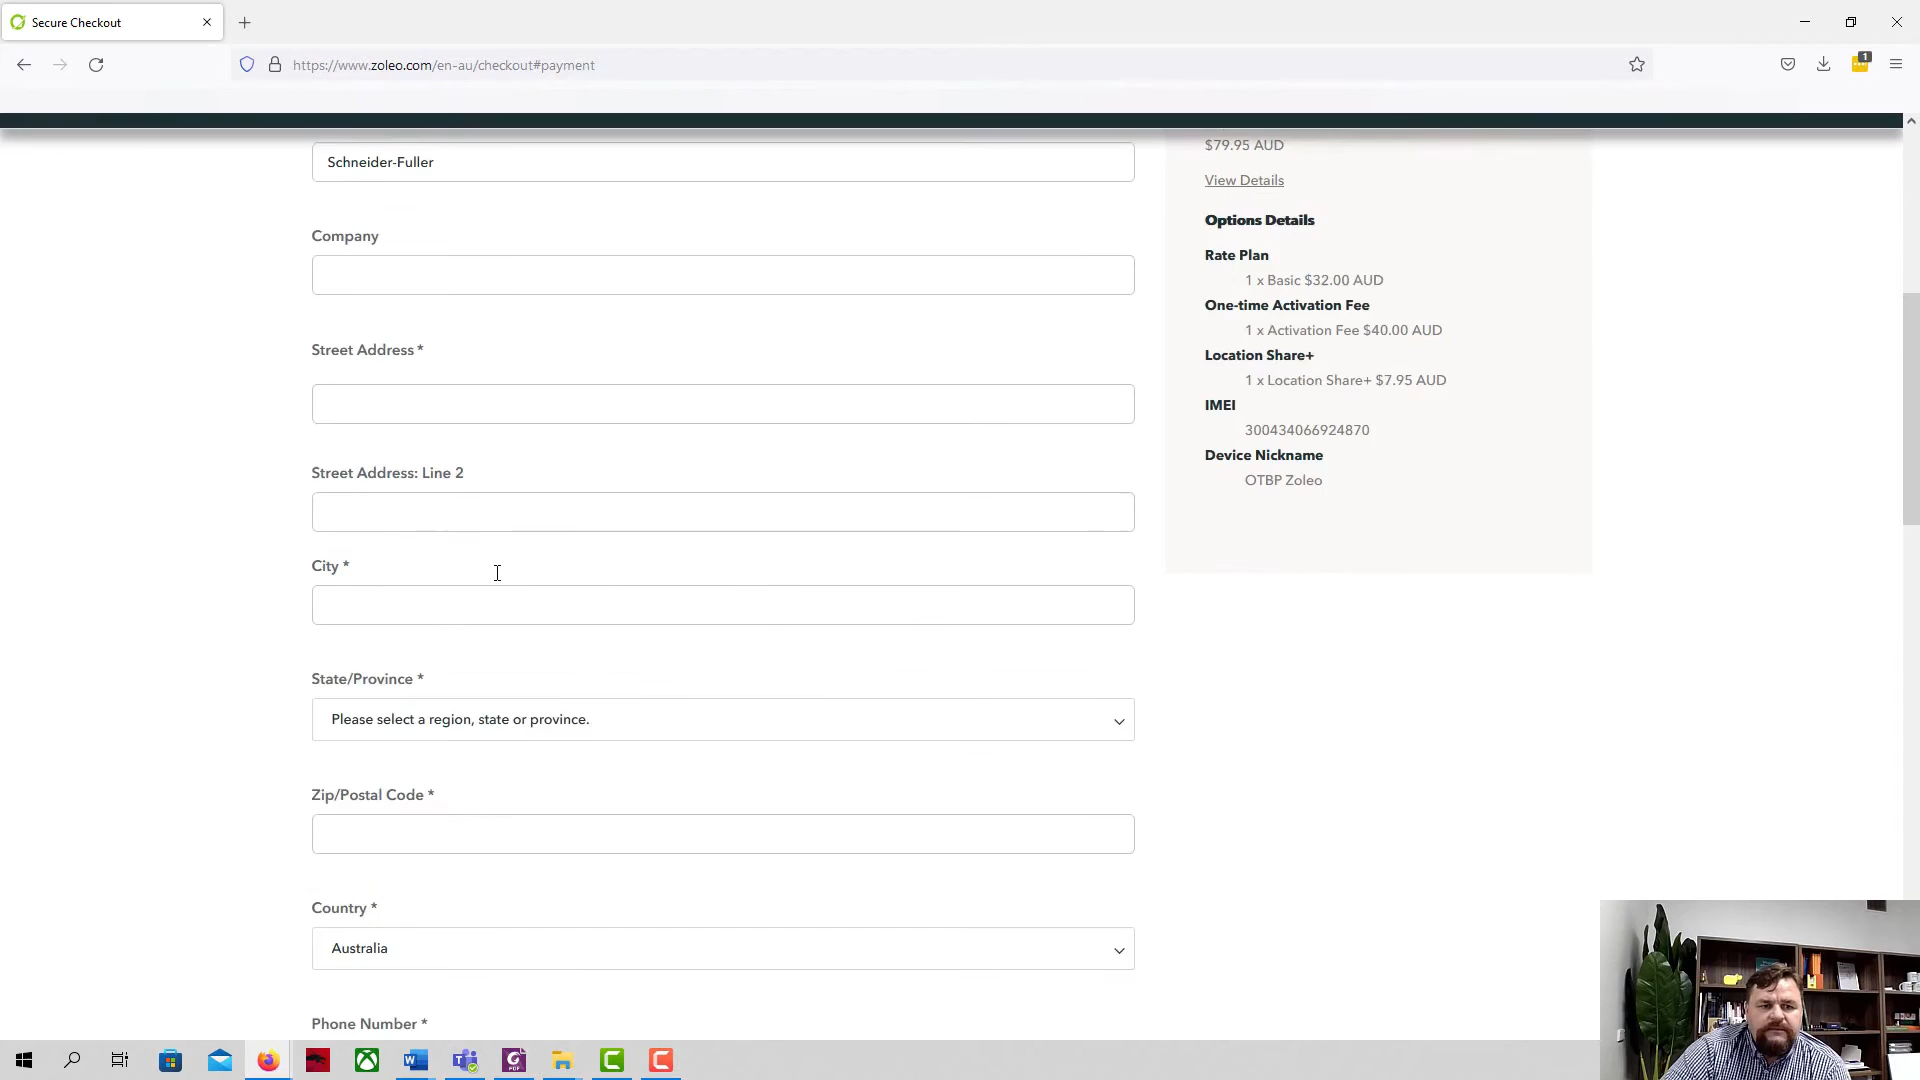 Secure Checkout
https://www.zoleo.com/en-au/checkout#payment
1
Schneider-Fuller
Company
Street Address *
Street Address: Line 2
City *
State/Province *
Please select a region, state or province.
Zip/Postal Code *
Country *
Australia
Phone Number *
$79.95 AUD
View Details
Options Details
Rate Plan
1 x Basic $32.00 AUD
One-time Activation Fee
1 x Activation Fee $40.00 AUD
Location Share+
1 x Location Share+ $7.95 AUD
IMEI
300434066924870
Device Nickname
OTBP Zoleo